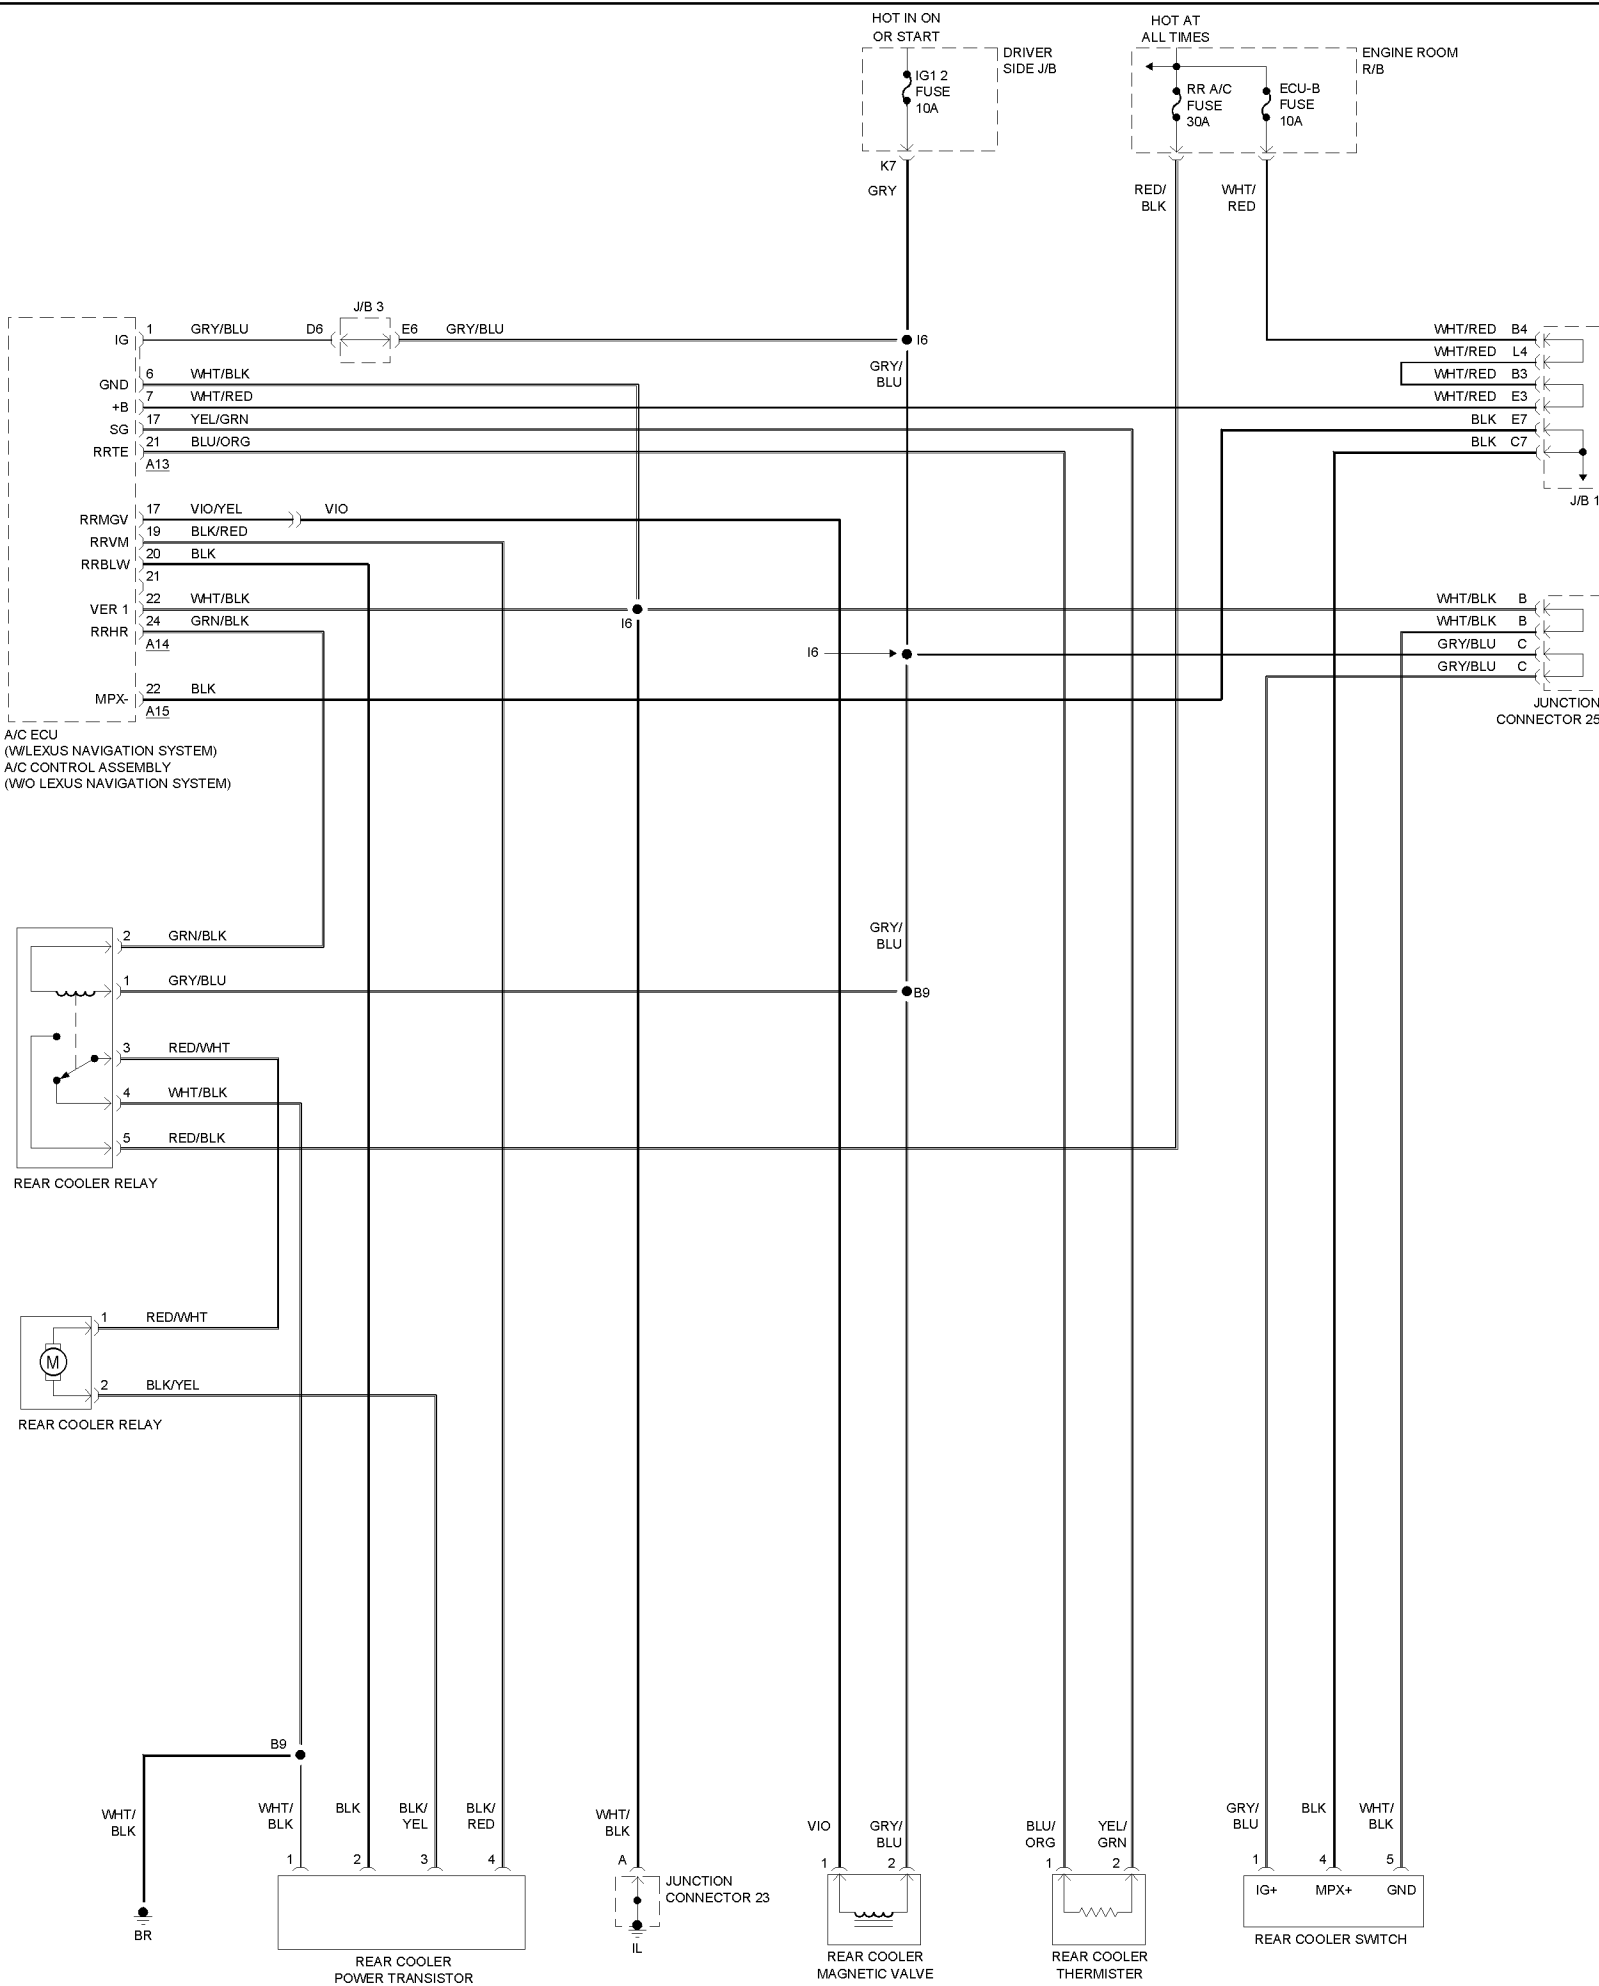 HOT IN ON
OR START
HOT AT
ALL TIMES
DRIVER
SIDE J/B
ENGINE ROOM
R/B
IG1 2
FUSE
10A
RR A/C
FUSE
30A
ECU-B
FUSE
10A
K7
GRY
RED/
BLK
WHT/
RED
J/B 3
IG
1
GRY/BLU
D6
E6
GRY/BLU
I6
GRY/
BLU
GND
6
WHT/BLK
+B
7
WHT/RED
SG
17
YEL/GRN
RRTE
21
BLU/ORG
A13
WHT/RED B4
WHT/RED L4
WHT/RED B3
WHT/RED E3
BLK E7
BLK C7
J/B 1
RRMGV
17
VIO/YEL
VIO
RRVM
19
BLK/RED
RRBLW
20
BLK
21
VER 1
22
WHT/BLK
RRHR
24
GRN/BLK
A14
I6
I6
WHT/BLK B
WHT/BLK B
GRY/BLU C
GRY/BLU C
JUNCTION
CONNECTOR 25
MPX-
22
BLK
A15
A/C ECU
(W/LEXUS NAVIGATION SYSTEM)
A/C CONTROL ASSEMBLY
(W/O LEXUS NAVIGATION SYSTEM)
2
GRN/BLK
GRY/
BLU
1
GRY/BLU
B9
3
RED/WHT
4
WHT/BLK
5
RED/BLK
REAR COOLER RELAY
1
RED/WHT
M
2
BLK/YEL
REAR COOLER RELAY
B9
WHT/
BLK
WHT/
BLK
BLK
BLK/
YEL
BLK/
RED
WHT/
BLK
VIO
GRY/
BLU
BLU/
ORG
YEL/
GRN
GRY/
BLU
BLK
WHT/
BLK
1
2
3
4
A
1
2
1
2
1
4
5
JUNCTION
CONNECTOR 23
IG+
MPX+
GND
BR
IL
REAR COOLER
POWER TRANSISTOR
REAR COOLER
MAGNETIC VALVE
REAR COOLER
THERMISTER
REAR COOLER SWITCH